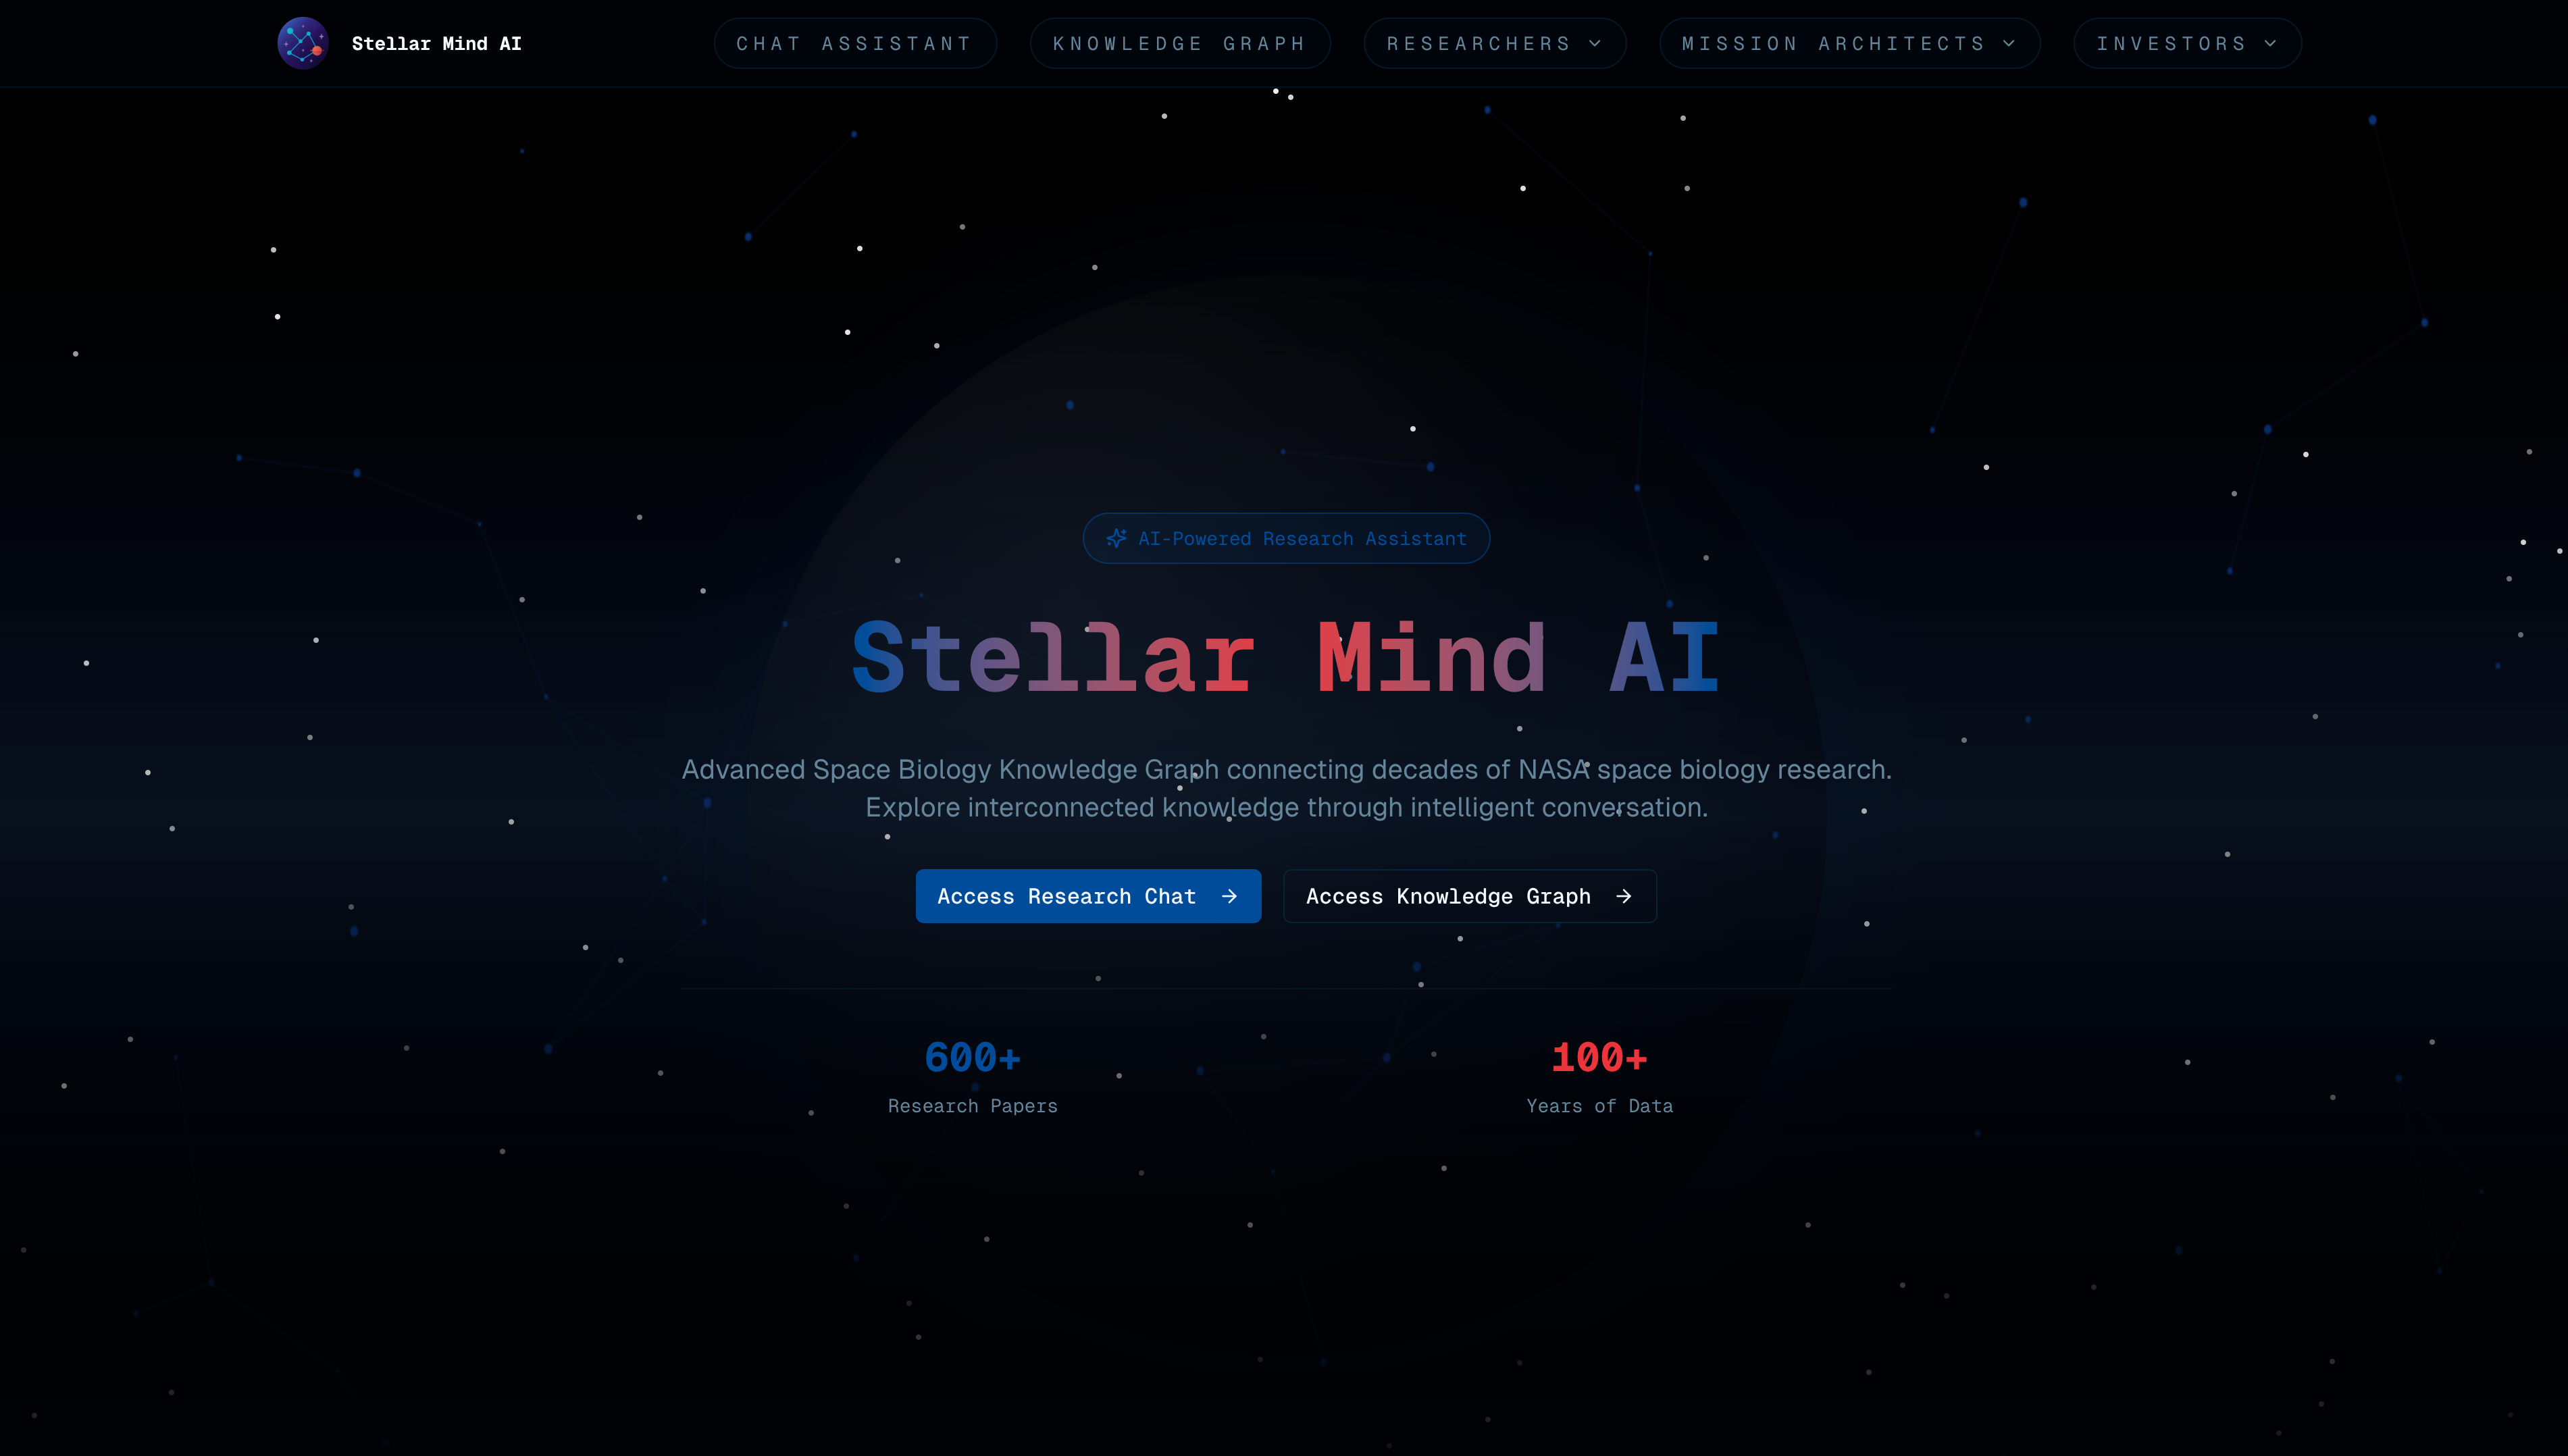 Stellar Mind AI
CHAT ASSISTANT
KNOWLEDGE GRAPH
RESEARCHERS
MISSION ARCHITECTS
INVESTORS
AI-Powered Research Assistant
Stellar Mind AI
Advanced Space Biology Knowledge Graph connecting decades of NASA space biology research.
Explore interconnected knowledge through intelligent conversation.
Access Research Chat
Access Knowledge Graph
600+
Research Papers
100+
Years of Data